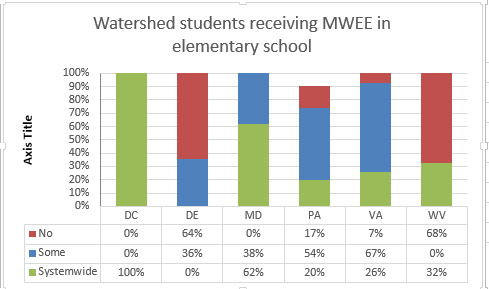 Watershed students receiving MWEE in
elementary school
100%
90%
80%
70%
60%
50%
40%
30%
20%
10%
0%
Axis Title
DC DE MD PA VA WV
No 0% 64% 0% 17% 7% 68%
Some 0% 36% 38% 54% 67% 0%
Systemwide 100% 0% 62% 20% 26% 32%